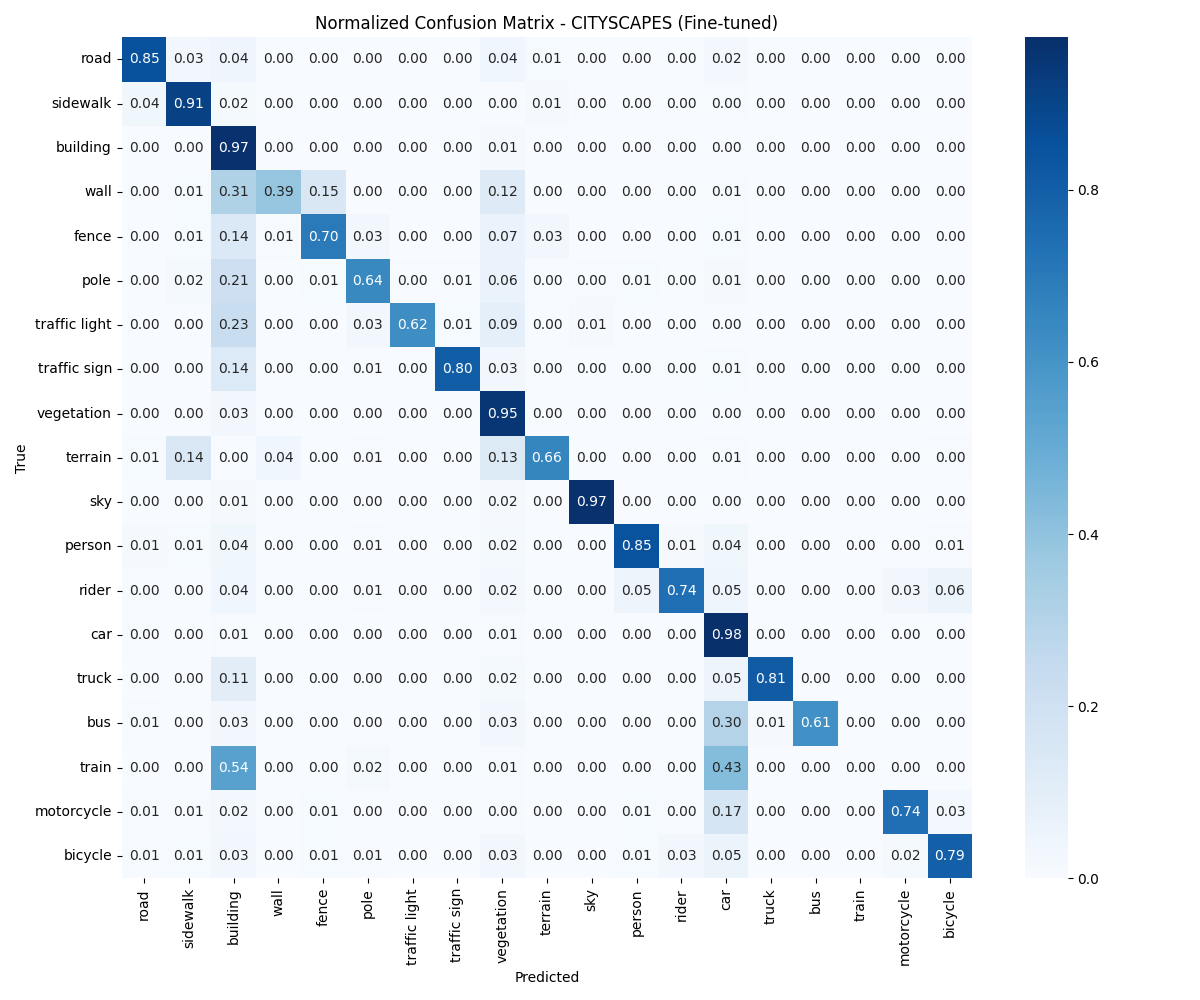 Normalized Confusion Matrix - CITYSCAPES (Fine-tuned)
road 0.85 0.03 0.04 0.00 0.00 0.00 0.00 0.00 0.04 0.01 0.00 0.00 0.00 0.02 0.00 0.00 0.00 0.00 0.00
sidewalk 0.04 0.91 0.02 0.00 0.00 0.00 0.00 0.00 0.00 0.01 0.00 0.00 0.00 0.00 0.00 0.00 0.00 0.00 0.00
building 0.00 0.00 0.97 0.00 0.00 0.00 0.00 0.00 0.01 0.00 0.00 0.00 0.00 0.00 0.00 0.00 0.00 0.00 0.00
wall 0.00 0.01 0.31 0.39 0.15 0.00 0.00 0.00 0.12 0.00 0.00 0.00 0.00 0.01 0.00 0.00 0.00 0.00 0.00
0.8
fence 0.00 0.01 0.14 0.01 0.70 0.03 0.00 0.00 0.07 0.03 0.00 0.00 0.00 0.01 0.00 0.00 0.00 0.00 0.00
pole 0.00 0.02 0.21 0.00 0.01 0.64 0.00 0.01 0.06 0.00 0.00 0.01 0.00 0.01 0.00 0.00 0.00 0.00 0.00
traffic light 0.00 0.00 0.23 0.00 0.00 0.03 0.62 0.01 0.09 0.00 0.01 0.00 0.00 0.00 0.00 0.00 0.00 0.00 0.00
0.6
traffic sign 0.00 0.00 0.14 0.00 0.00 0.01 0.00 0.80 0.03 0.00 0.00 0.00 0.00 0.01 0.00 0.00 0.00 0.00 0.00
vegetation 0.00 0.00 0.03 0.00 0.00 0.00 0.00 0.00 0.95 0.00 0.00 0.00 0.00 0.00 0.00 0.00 0.00 0.00 0.00
True
terrain 0.01 0.14 0.00 0.04 0.00 0.01 0.00 0.00 0.13 0.66 0.00 0.00 0.00 0.01 0.00 0.00 0.00 0.00 0.00
sky 0.00 0.00 0.01 0.00 0.00 0.00 0.00 0.00 0.02 0.00 0.97 0.00 0.00 0.00 0.00 0.00 0.00 0.00 0.00
0.4
person 0.01 0.01 0.04 0.00 0.00 0.01 0.00 0.00 0.02 0.00 0.00 0.85 0.01 0.04 0.00 0.00 0.00 0.00 0.01
rider 0.00 0.00 0.04 0.00 0.00 0.01 0.00 0.00 0.02 0.00 0.00 0.05 0.74 0.05 0.00 0.00 0.00 0.03 0.06
car 0.00 0.00 0.01 0.00 0.00 0.00 0.00 0.00 0.01 0.00 0.00 0.00 0.00 0.98 0.00 0.00 0.00 0.00 0.00
truck 0.00 0.00 0.11 0.00 0.00 0.00 0.00 0.00 0.02 0.00 0.00 0.00 0.00 0.05 0.81 0.00 0.00 0.00 0.00
0.2
bus 0.01 0.00 0.03 0.00 0.00 0.00 0.00 0.00 0.03 0.00 0.00 0.00 0.00 0.30 0.01 0.61 0.00 0.00 0.00
train 0.00 0.00 0.54 0.00 0.00 0.02 0.00 0.00 0.01 0.00 0.00 0.00 0.00 0.43 0.00 0.00 0.00 0.00 0.00
motorcycle 0.01 0.01 0.02 0.00 0.01 0.00 0.00 0.00 0.00 0.00 0.00 0.01 0.00 0.17 0.00 0.00 0.00 0.74 0.03
bicycle 0.01 0.01 0.03 0.00 0.01 0.01 0.00 0.00 0.03 0.00 0.00 0.01 0.03 0.05 0.00 0.00 0.00 0.02 0.79
0.0
road sidewalk building wall fence pole traffic light traffic sign vegetation terrain sky person rider car truck bus train motorcycle bicycle
Predicted